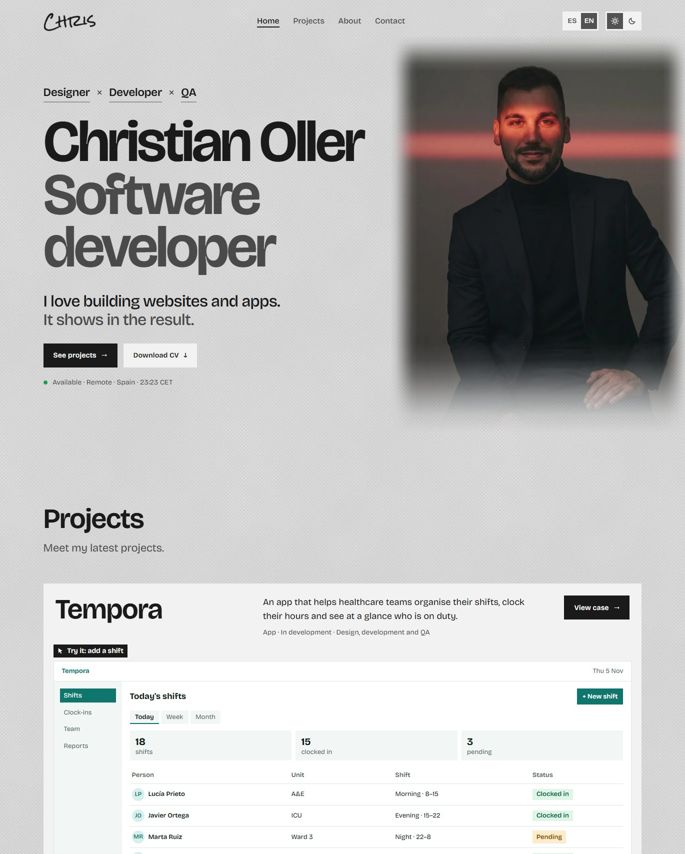 CHRIS
Home Projects About Contact
ES EN
Designer × Developer × QA
Christian Oller
Software
developer
I love building websites and apps.
It shows in the result.
See projects →
Download CV ↓
Available · Remote · Spain · 23:23 CET
Projects
Meet my latest projects.
Tempora
An app that helps healthcare teams organise their shifts, clock
their hours and see at a glance who is on duty.
App · In development · Design, development and QA
View case →
Try it: add a shift
Tempora
Thu 5 Nov
Shifts
Clock-ins
Team
Reports
Today's shifts
+ New shift
Today Week Month
18
shifts
15
clocked in
3
pending
Person Unit Shift Status
LP Lucía Prieto A&E Morning · 8–15 Clocked in
JO Javier Ortega ICU Evening · 15–22 Clocked in
MR Marta Ruiz Ward 3 Night · 22–8 Pending